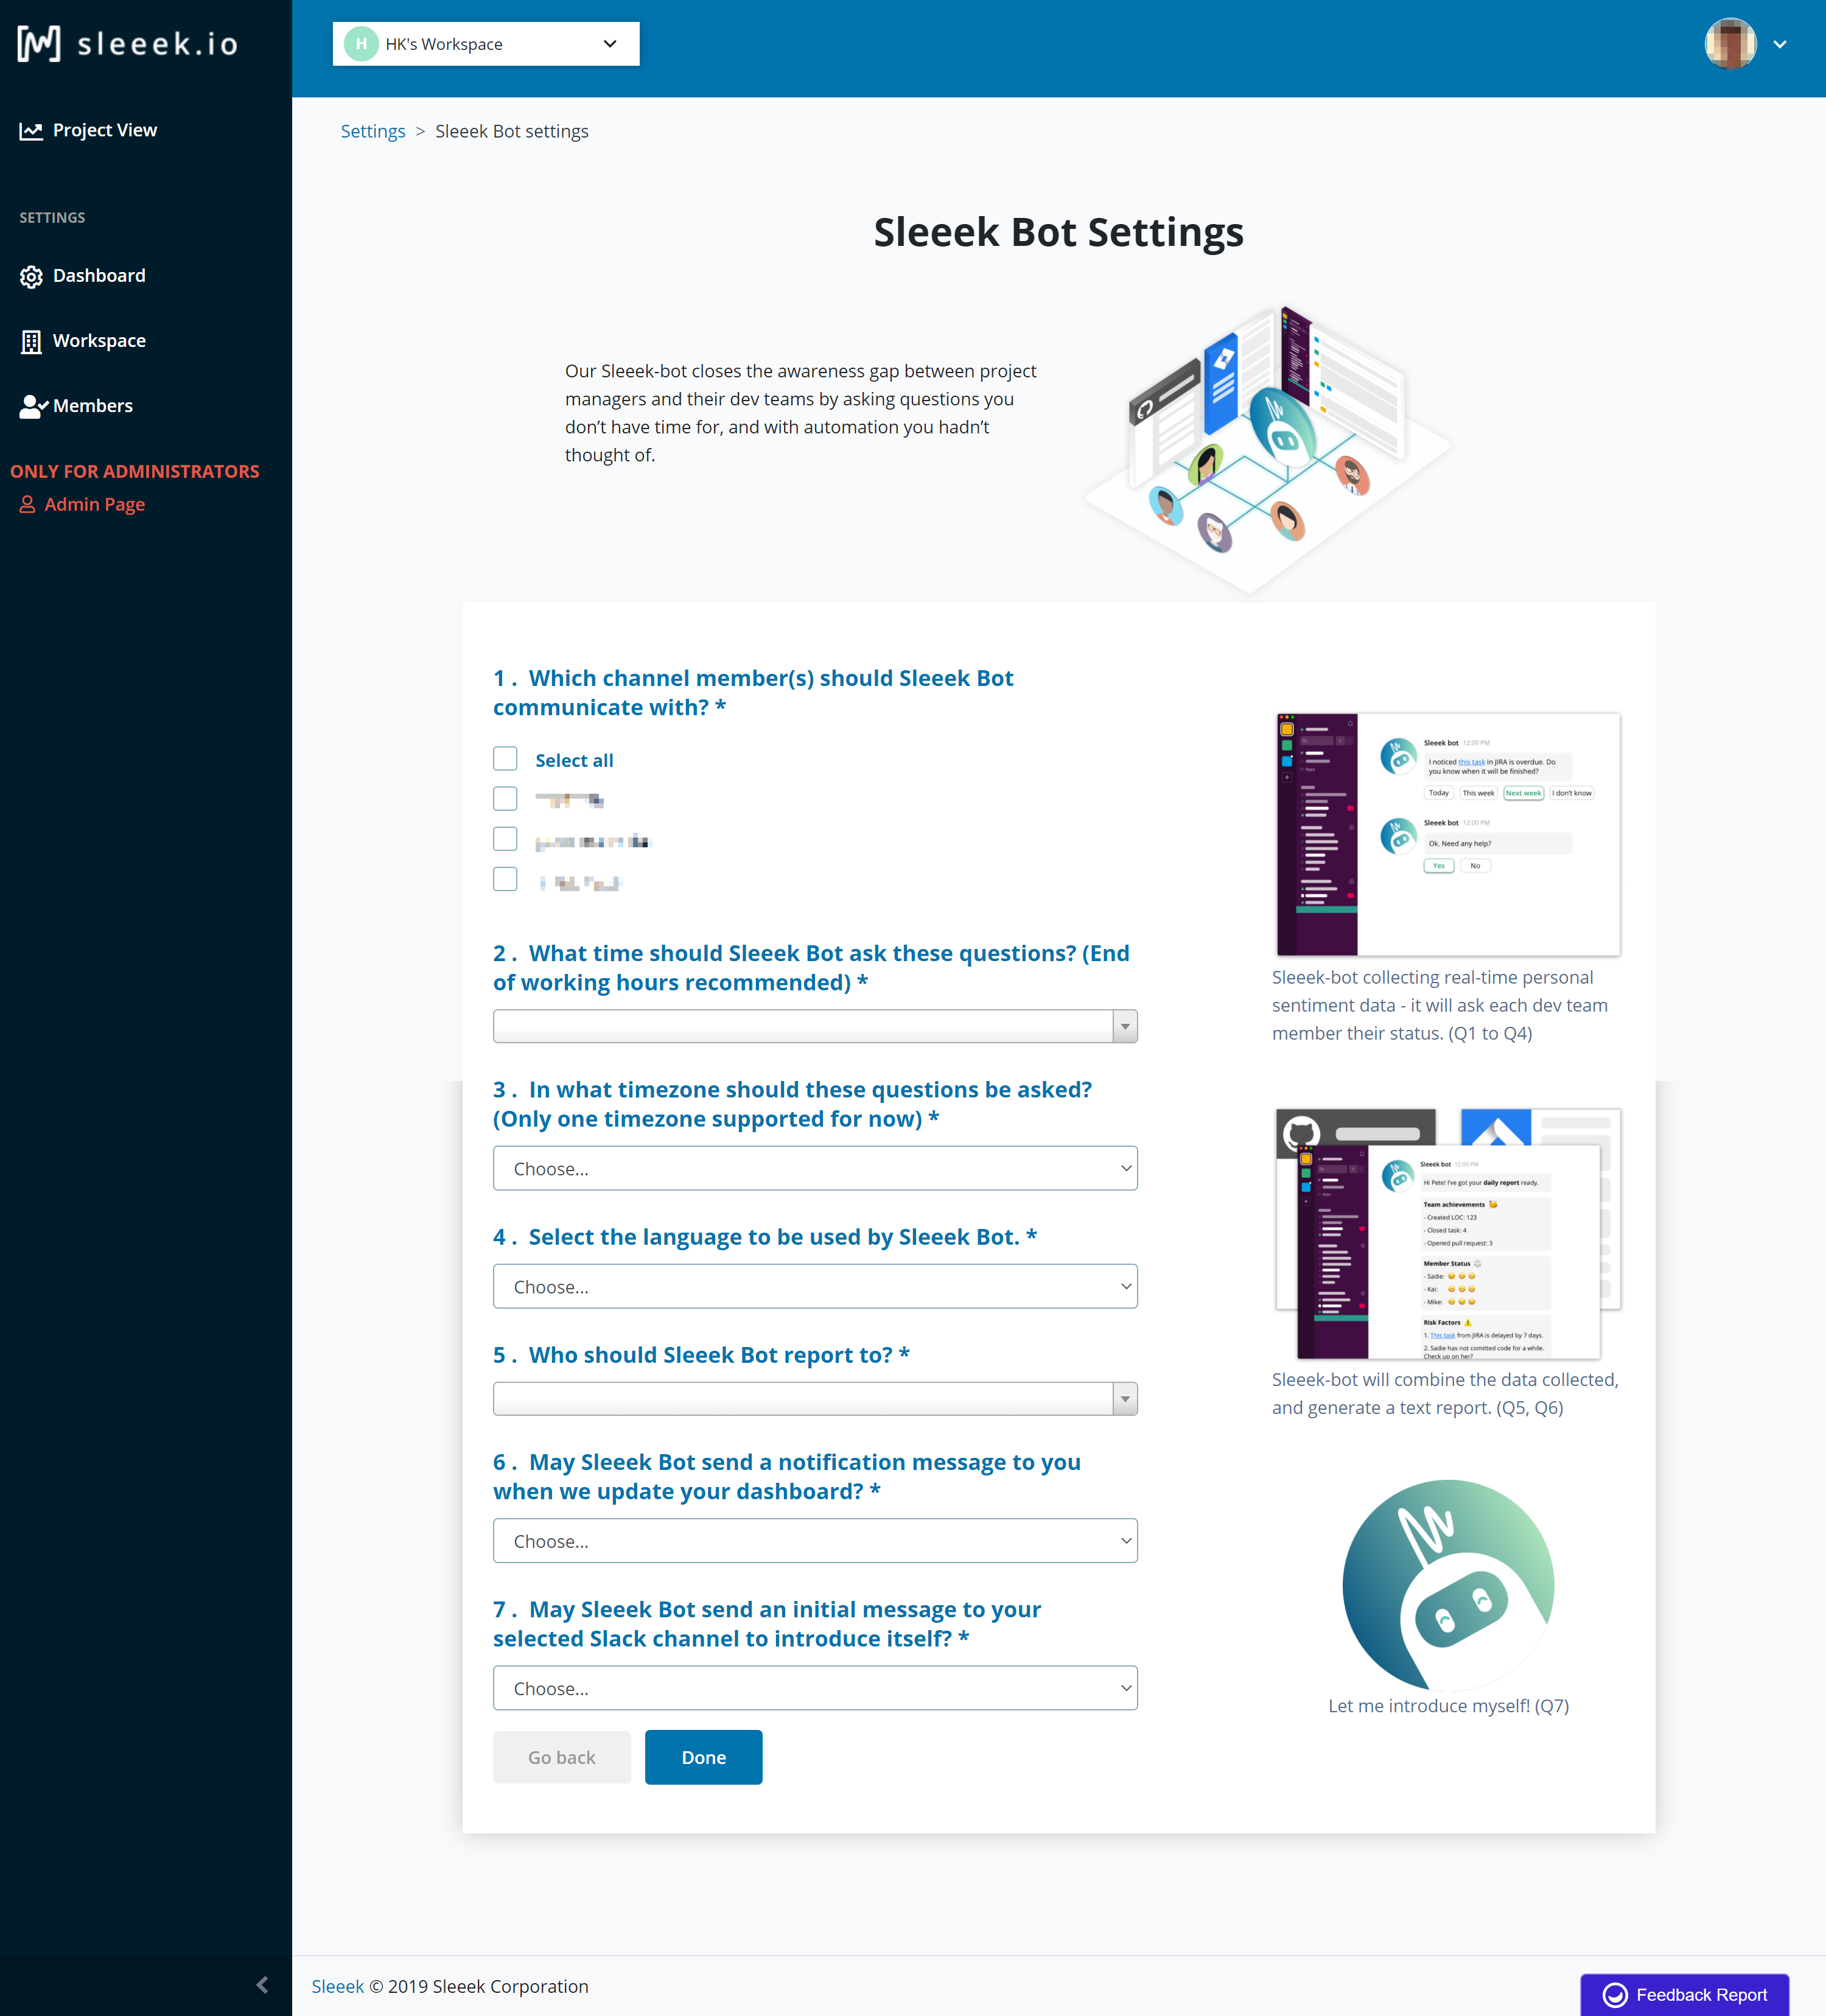 sleeek.io
H HK's Workspace
Project View
SETTINGS
Dashboard
Workspace
Members
ONLY FOR ADMINISTRATORS
Admin Page
Settings > Sleeek Bot settings
Sleeek Bot Settings
Our Sleeek-bot closes the awareness gap between project
managers and their dev teams by asking questions you
don’t have time for, and with automation you hadn’t
thought of.
1 . Which channel member(s) should Sleeek Bot
communicate with? *
Select all
2 . What time should Sleeek Bot ask these questions? (End
of working hours recommended) *
3 . In what timezone should these questions be asked?
(Only one timezone supported for now) *
Choose...
4 . Select the language to be used by Sleeek Bot. *
Choose...
5 . Who should Sleeek Bot report to? *
6 . May Sleeek Bot send a notification message to you
when we update your dashboard? *
Choose...
7 . May Sleeek Bot send an initial message to your
selected Slack channel to introduce itself? *
Choose...
Go back Done
Sleeek bot 12:00 PM
I noticed this task in JIRA is overdue. Do
you know when it will be finished?
Today This week Next week I don't know
Sleeek bot 12:00 PM
Ok. Need any help?
Yes No
Apps
Sleeek-bot collecting real-time personal
sentiment data - it will ask each dev team
member their status. (Q1 to Q4)
Sleeek bot 12:00 PM
Hi Pete! I've got your daily report ready.
Team achievements
- Created LOC: 123
- Closed task: 4
- Opened pull request: 3
Member Status
- Sadie:
- Kai:
- Mike:
Risk Factors
1. This task from JIRA is delayed by 7 days.
2. Sadie has not comitted code for a while.
Check up on her?
Apps
Sleeek-bot will combine the data collected,
and generate a text report. (Q5, Q6)
Let me introduce myself! (Q7)
Sleeek © 2019 Sleeek Corporation
Feedback Report